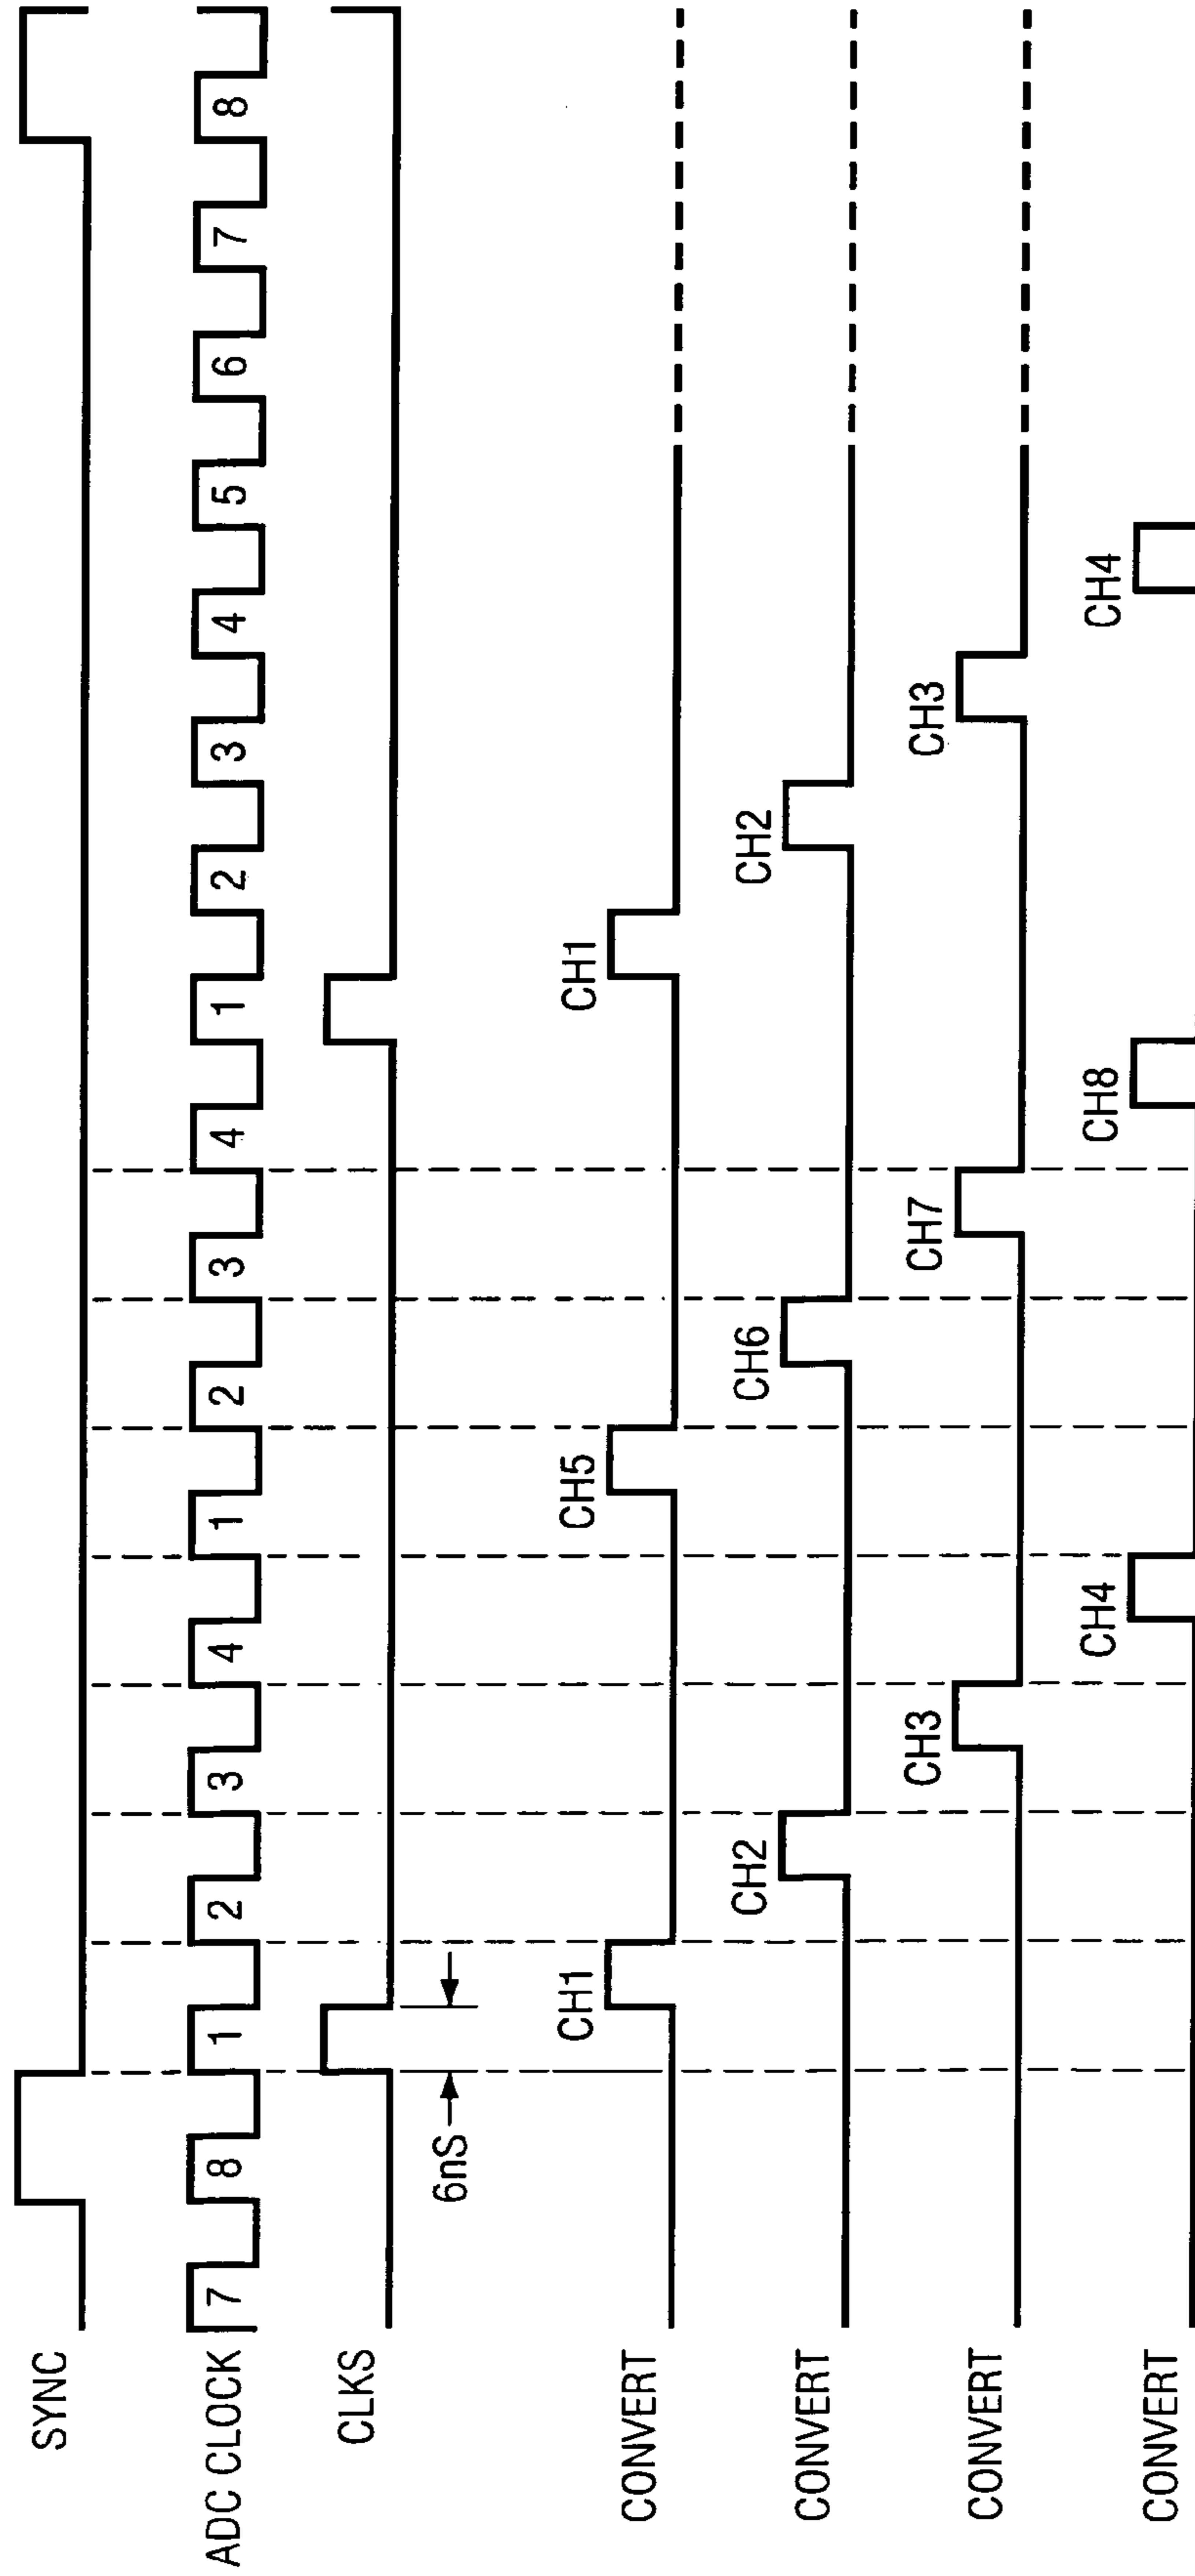 SYNC
ADC CLOCK 7 8 1 2 3 4 1 2 3 4 1 2 3 4 5 6 7 8
CLKS
6nS
CONVERT CH1 CH5 CH1
CONVERT CH2 CH6 CH2
CONVERT CH3 CH7 CH3
CONVERT CH4 CH8 CH4